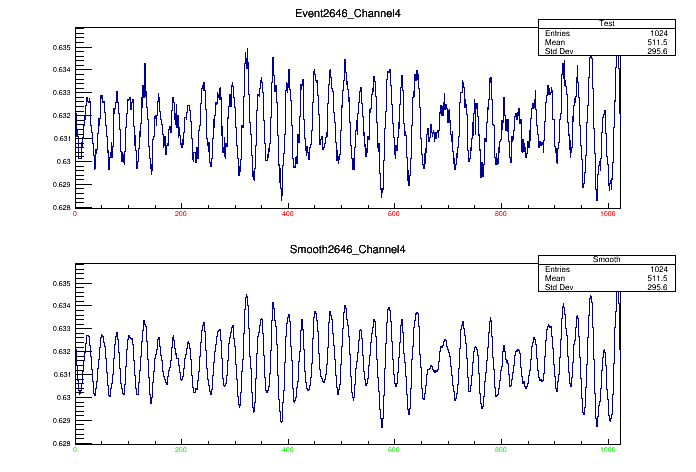 Event2646_Channel4
Test
Entries 1024
Mean 511.5
Std Dev 295.6
0.635
0.634
0.633
0.632
0.631
0.63
0.629
0.628
0 200 400 600 800 1000
Smooth2646_Channel4
Smooth
Entries 1024
Mean 511.5
Std Dev 295.6
0.635
0.634
0.633
0.632
0.631
0.63
0.629
0.628
0 200 400 600 800 1000